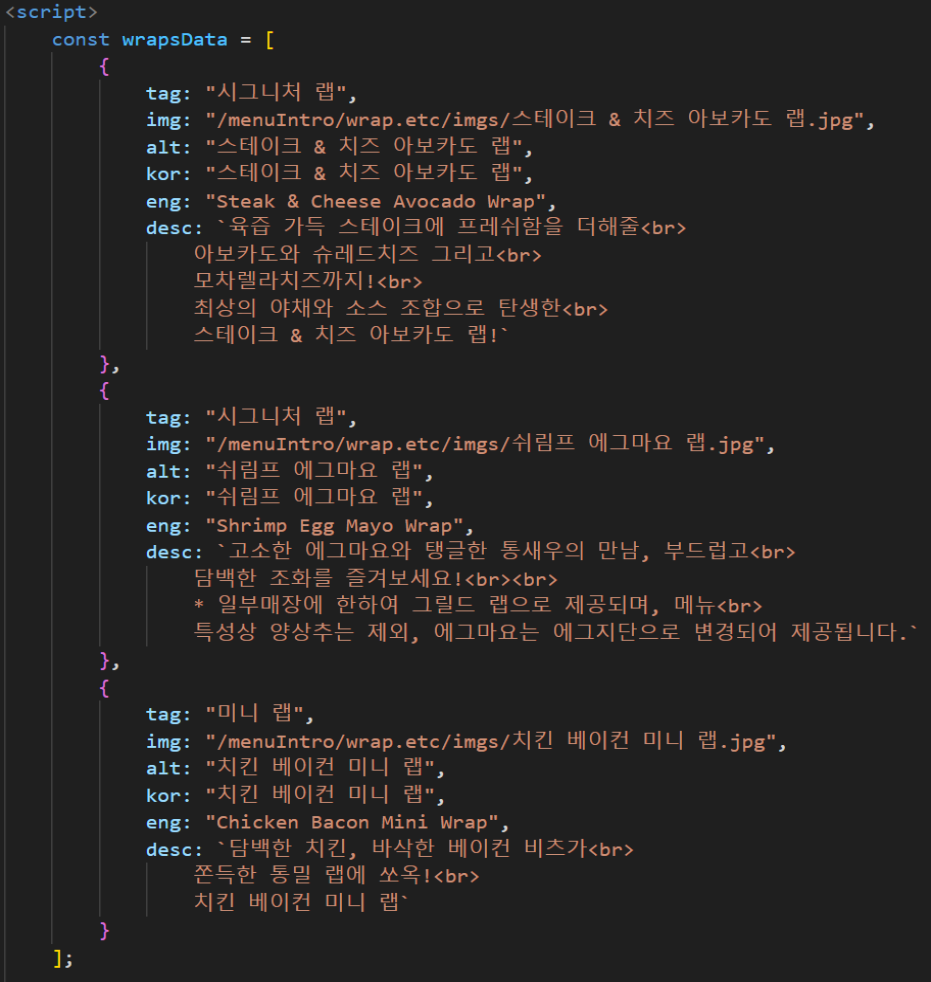 <script>
const wrapsData = [
{
tag: "시그니처 랩",
img: "/menuIntro/wrap.etc/imgs/스테이크 & 치즈 아보카도 랩.jpg",
alt: "스테이크 & 치즈 아보카도 랩",
kor: "스테이크 & 치즈 아보카도 랩",
eng: "Steak & Cheese Avocado Wrap",
desc: `육즙 가득 스테이크에 프레쉬함을 더해줄<br>
아보카도와 슈레드치즈 그리고<br>
모차렐라치즈까지!<br>
최상의 야채와 소스 조합으로 탄생한<br>
스테이크 & 치즈 아보카도 랩!`
},
{
tag: "시그니처 랩",
img: "/menuIntro/wrap.etc/imgs/쉬림프 에그마요 랩.jpg",
alt: "쉬림프 에그마요 랩",
kor: "쉬림프 에그마요 랩",
eng: "Shrimp Egg Mayo Wrap",
desc: `고소한 에그마요와 탱글한 통새우의 만남, 부드럽고<br>
담백한 조화를 즐겨보세요!<br><br>
* 일부매장에 한하여 그릴드 랩으로 제공되며, 메뉴<br>
특성상 양상추는 제외, 에그마요는 에그지단으로 변경되어 제공됩니다.`
},
{
tag: "미니 랩",
img: "/menuIntro/wrap.etc/imgs/치킨 베이컨 미니 랩.jpg",
alt: "치킨 베이컨 미니 랩",
kor: "치킨 베이컨 미니 랩",
eng: "Chicken Bacon Mini Wrap",
desc: `담백한 치킨, 바삭한 베이컨 비츠가<br>
쫀득한 통밀 랩에 쏘옥!<br>
치킨 베이컨 미니 랩`
}
];